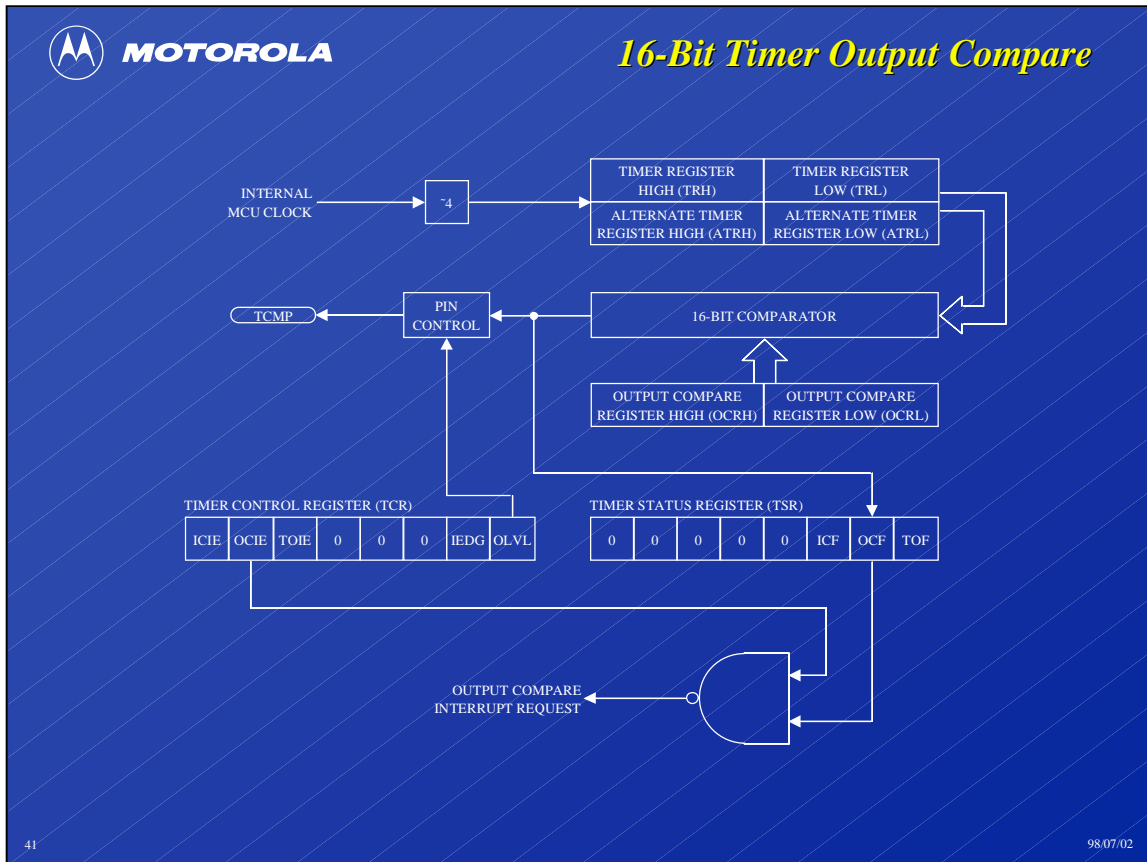 MOTOROLA
16-Bit Timer Output Compare
INTERNAL
MCU CLOCK
˜4
TIMER REGISTER
HIGH (TRH)
TIMER REGISTER
LOW (TRL)
ALTERNATE TIMER
REGISTER HIGH (ATRH)
ALTERNATE TIMER
REGISTER LOW (ATRL)
TCMP
PIN
CONTROL
16-BIT COMPARATOR
OUTPUT COMPARE
REGISTER HIGH (OCRH)
OUTPUT COMPARE
REGISTER LOW (OCRL)
TIMER CONTROL REGISTER (TCR)
ICIE OCIE TOIE 0 0 0 IEDG OLVL
TIMER STATUS REGISTER (TSR)
0 0 0 0 0 ICF OCF TOF
OUTPUT COMPARE
INTERRUPT REQUEST
41
98/07/02